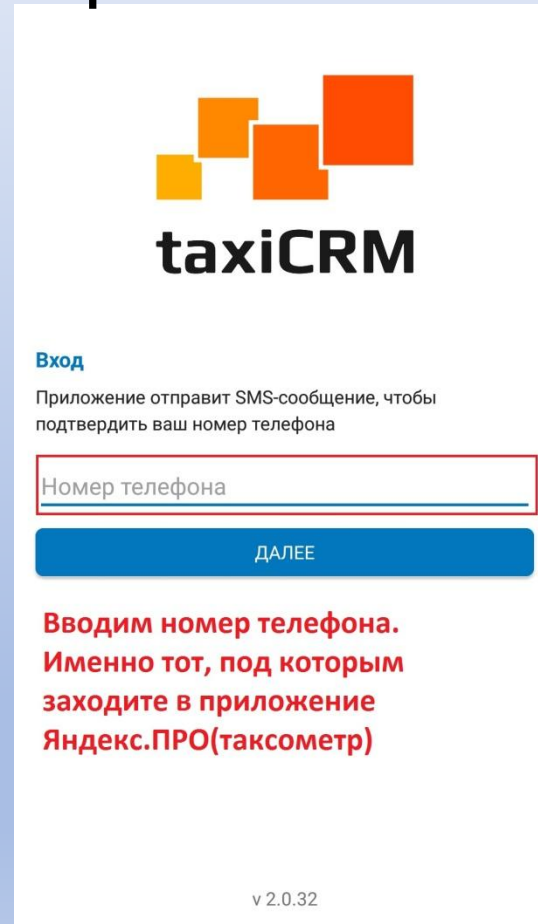 taxiCRM
Вход
Приложение отправит SMS-сообщение, чтобы
подтвердить ваш номер телефона
Номер телефона
ДАЛЕЕ
Вводим номер телефона.
Именно тот, под которым
заходите в приложение
Яндекс.ПРО(таксометр)
v 2.0.32